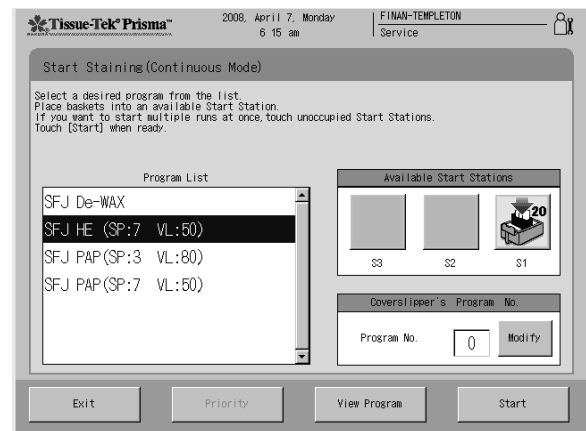 Tissue-Tek® Prisma™
2008, April 7, Monday
6 15 am
FINAN-TEMPLETON
Service
Start Staining(Continuous Mode)
Select a desired program from the list.
Place baskets into an available Start Station.
If you want to start multiple runs at once, touch unoccupied Start Stations.
Touch [Start] when ready.
Program List
SFJ De-WAX
SFJ HE (SP:7 VL:50)
SFJ PAP(SP:3 VL:80)
SFJ PAP(SP:7 VL:50)
Available Start Stations
20
S3 S2 S1
Coverslipper's Program No.
Program No. 0 Modify
Exit Priority View Program Start